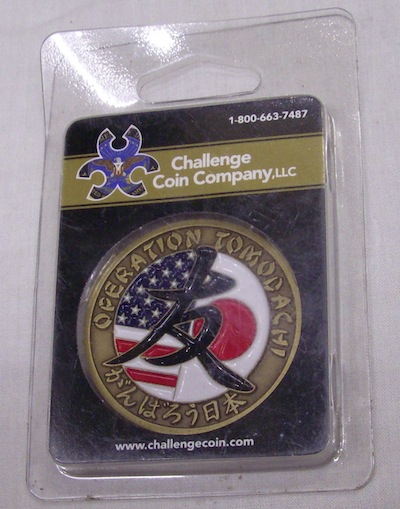 1-800-663-7487
Challenge
Coin Company, LLC
OPERATION TOMODACHI
友
がんばろう日本
www.challengecoin.com